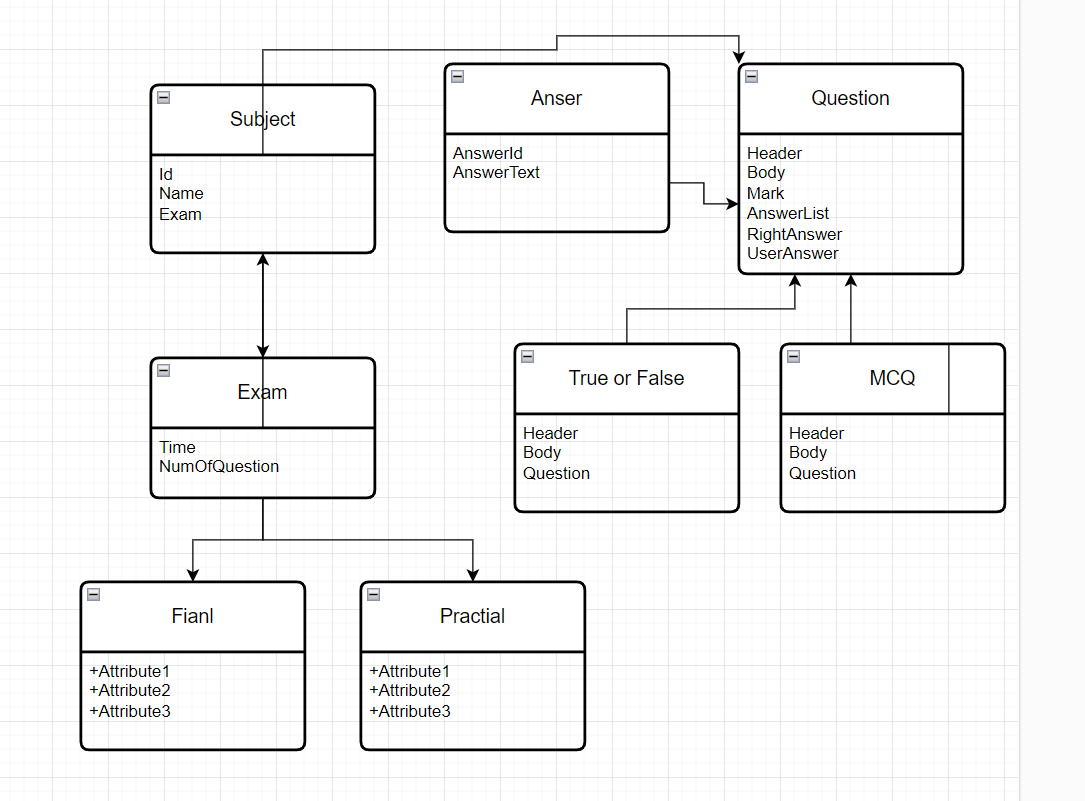 Subject
Id
Name
Exam
Anser
AnswerId
AnswerText
Question
Header
Body
Mark
AnswerList
RightAnswer
UserAnswer
Exam
Time
NumOfQuestion
True or False
Header
Body
Question
MCQ
Header
Body
Question
Fianl
+Attribute1
+Attribute2
+Attribute3
Practial
+Attribute1
+Attribute2
+Attribute3